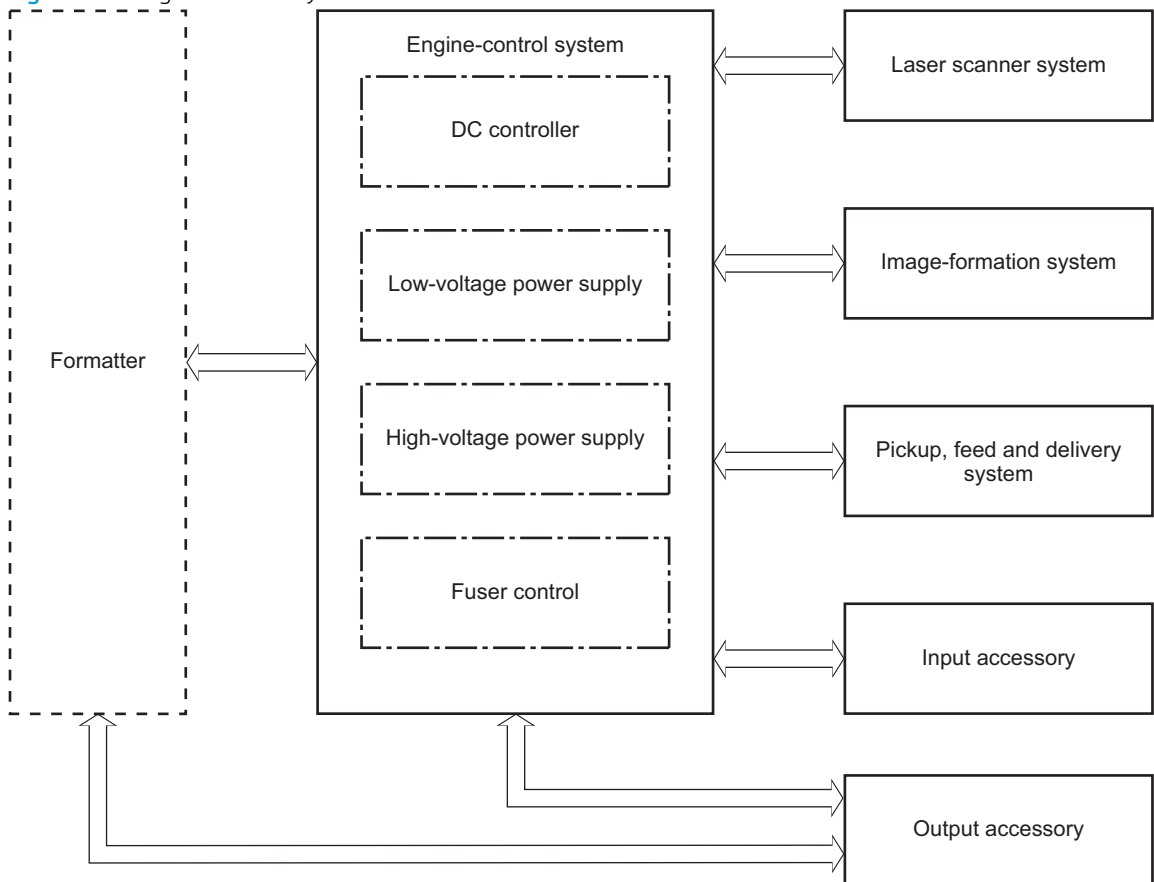 Engine-control system
DC controller
Low-voltage power supply
High-voltage power supply
Fuser control
Formatter
Laser scanner system
Image-formation system
Pickup, feed and delivery
system
Input accessory
Output accessory